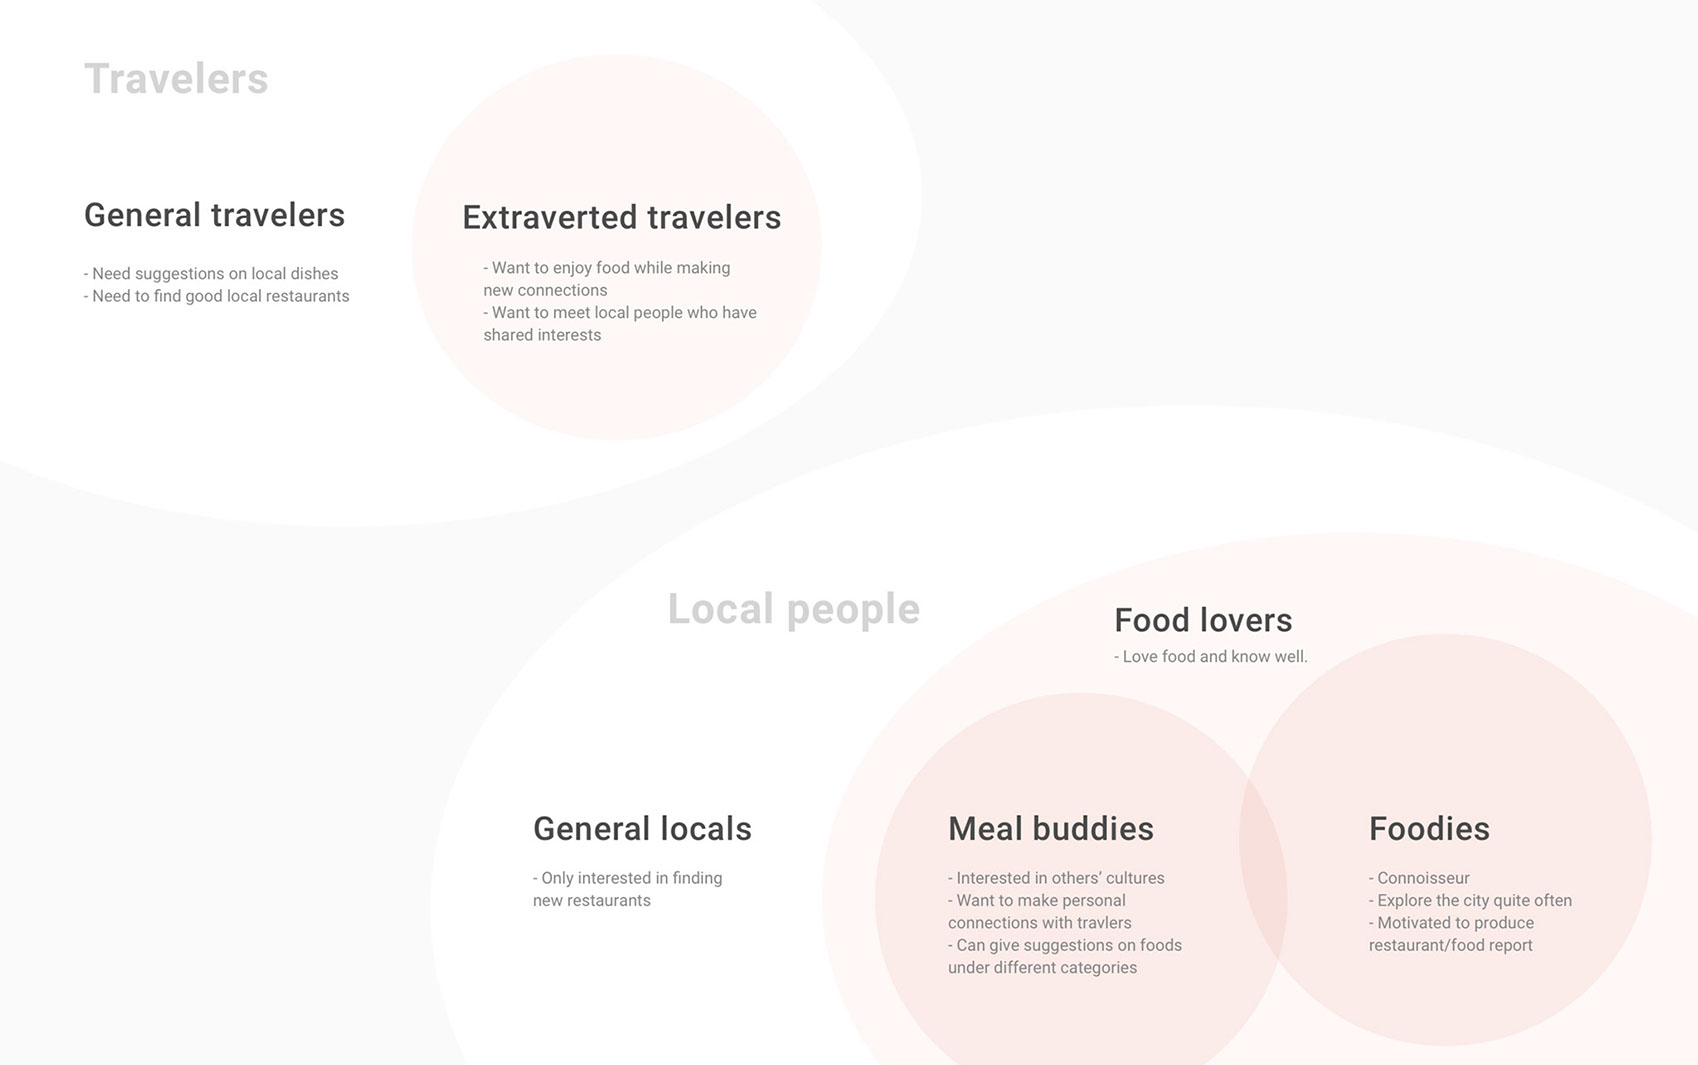 Travelers
General travelers
- Need suggestions on local dishes
- Need to find good local restaurants
Extraverted travelers
- Want to enjoy food while making
new connections
- Want to meet local people who have
shared interests
Local people
Food lovers
- Love food and know well.
General locals
- Only interested in finding
new restaurants
Meal buddies
- Interested in others’ cultures
- Want to make personal
connections with travlers
- Can give suggestions on foods
under different categories
Foodies
- Connoisseur
- Explore the city quite often
- Motivated to produce
restaurant/food report